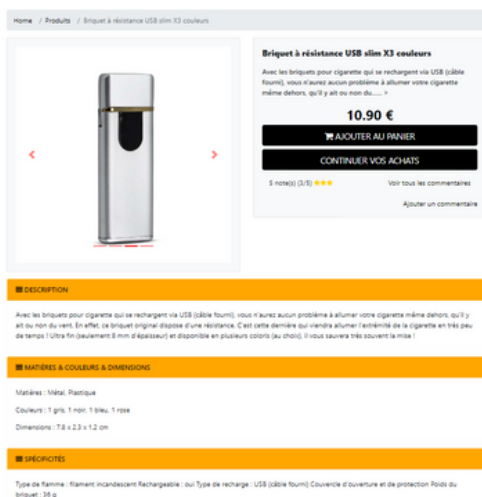 Home / Produits / Briquet à résistance USB slim X3 couleurs
Briquet à résistance USB slim X3 couleurs
Avec les briquets pour cigarette qui se rechargent via USB (câble
fourni), vous n'aurez aucun problème à allumer votre cigarette
même dehors, qu'il y ait ou non du..... >
10.90 €
AJOUTER AU PANIER
CONTINUER VOS ACHATS
5 note(s) (3/5) Voir tous les commentaires
Ajouter un commentaire
DESCRIPTION
Avec les briquets pour cigarette qui se rechargent via USB (câble fourni), vous n'aurez aucun problème à allumer votre cigarette même dehors, qu'il y
ait ou non du vent. En effet, ce briquet original dispose d'une résistance. C'est cette dernière qui viendra allumer l'extrémité de la cigarette en très peu
de temps ! Ultra fin (seulement 8 mm d'épaisseur) et disponible en plusieurs coloris (au choix), il vous sauvera très souvent la mise !
MATIÈRES & COULEURS & DIMENSIONS
Matières : Métal, Plastique
Couleurs : 1 gris, 1 noir, 1 bleu, 1 rose
Dimensions : 7.8 x 2.3 x 1.2 cm
SPÉCIFICITÉS
Type de flamme : filament incandescent Rechargeable : oui Type de recharge : USB (câble fourni) Couvercle d'ouverture et de protection Poids du
briquet : 36 g